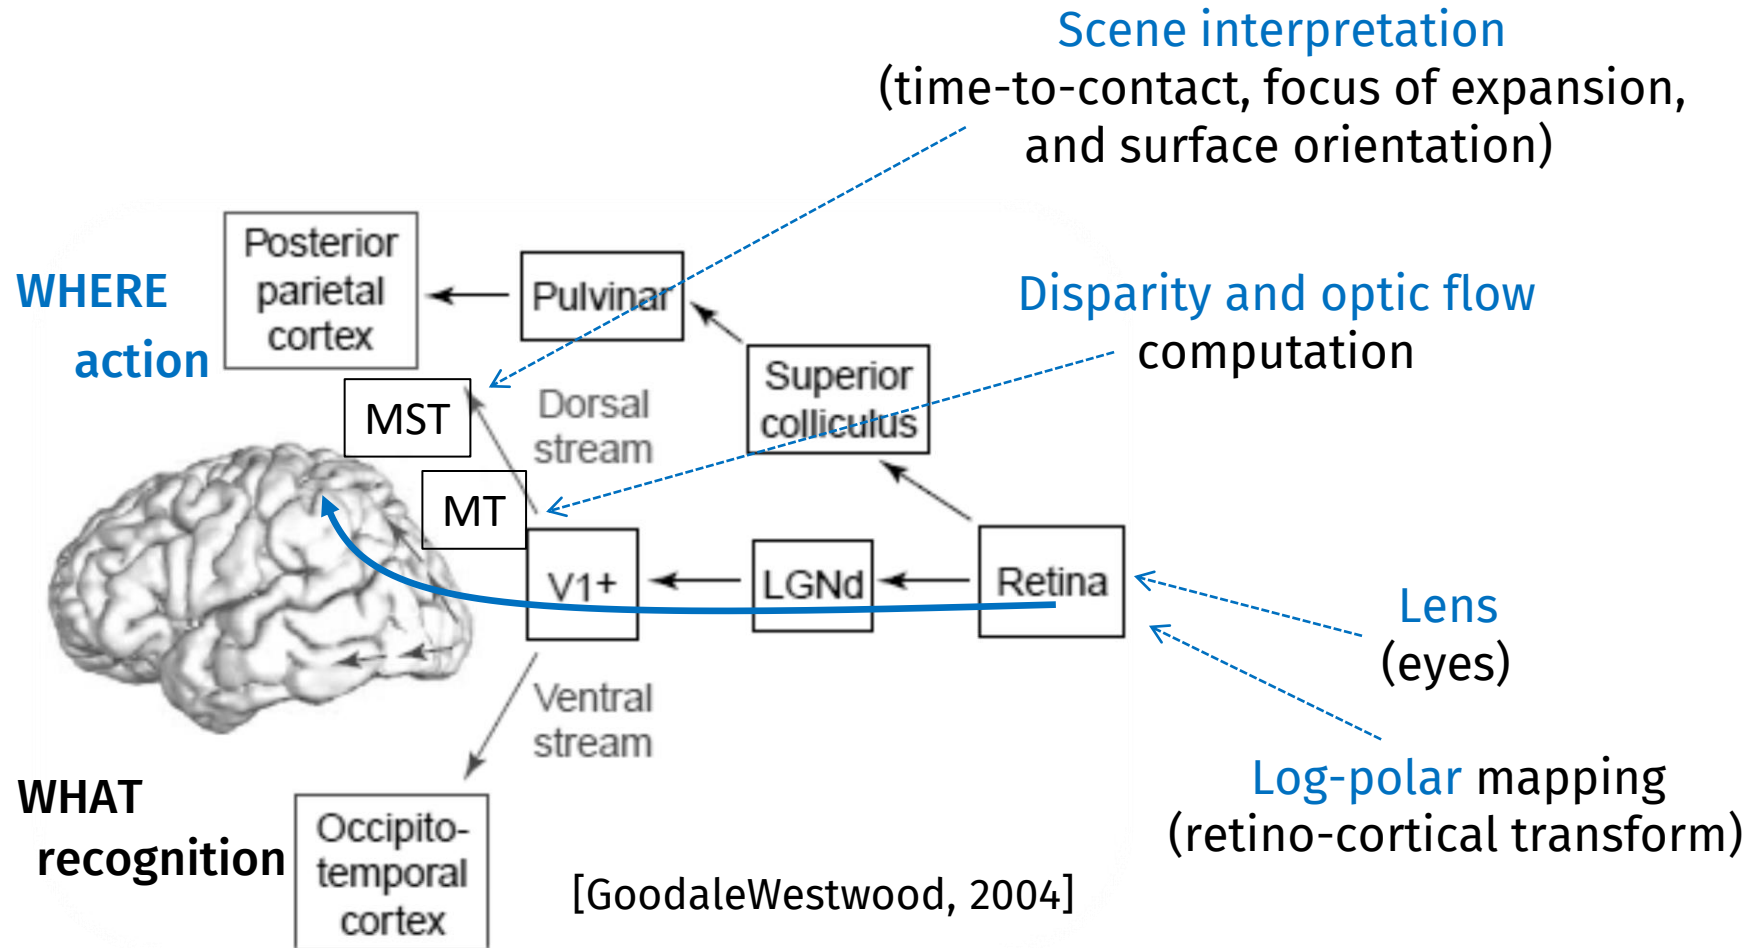 Scene interpretation
(time-to-contact, focus of expansion,
and surface orientation)
Posterior
parietal
cortex
Pulvinar
WHERE
action
Disparity and optic flow
computation
Superior
colliculus
MST
Dorsal
stream
MT
V1+
LGNd
Retina
Lens
(eyes)
Ventral
stream
Log-polar mapping
(retino-cortical transform)
WHAT
recognition
Occipito-
temporal
cortex
[GoodaleWestwood, 2004]